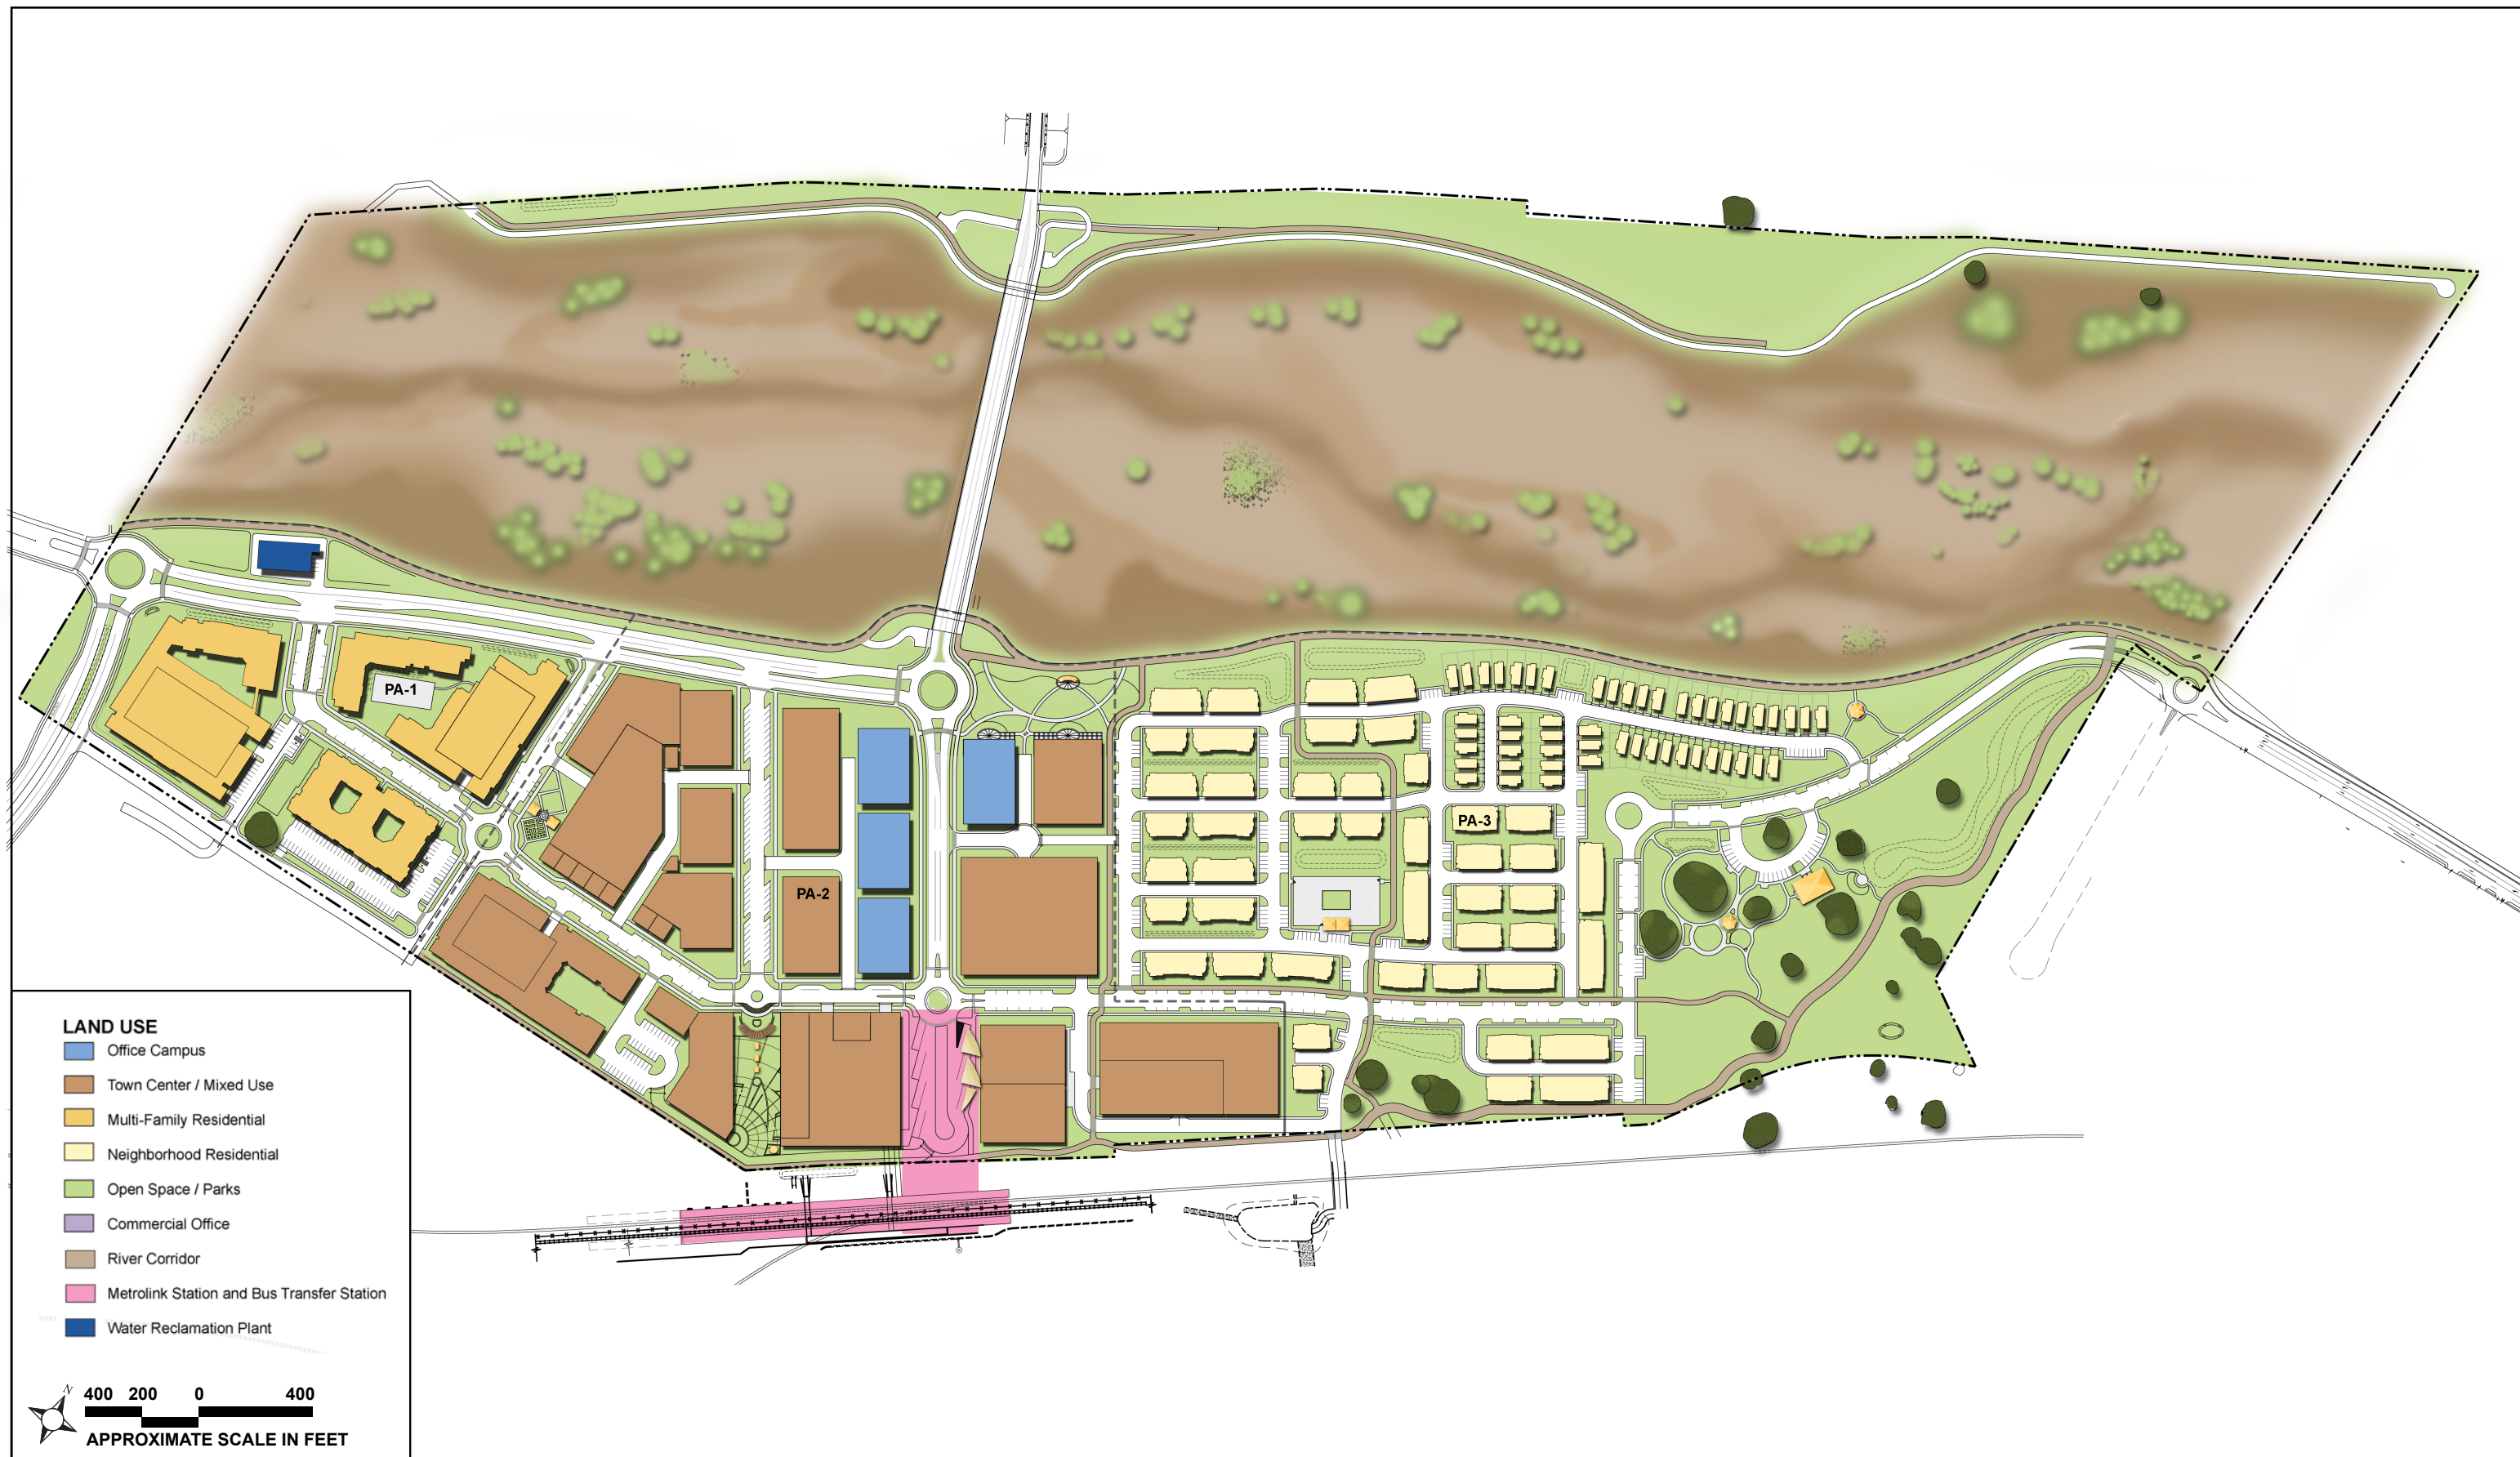 PA-1
PA-3
PA-2
LAND USE
Office Campus
Town Center / Mixed Use
Multi-Family Residential
Neighborhood Residential
Open Space / Parks
Commercial Office
River Corridor
Metrolink Station and Bus Transfer Station
Water Reclamation Plant
N
400 200 0 400
APPROXIMATE SCALE IN FEET